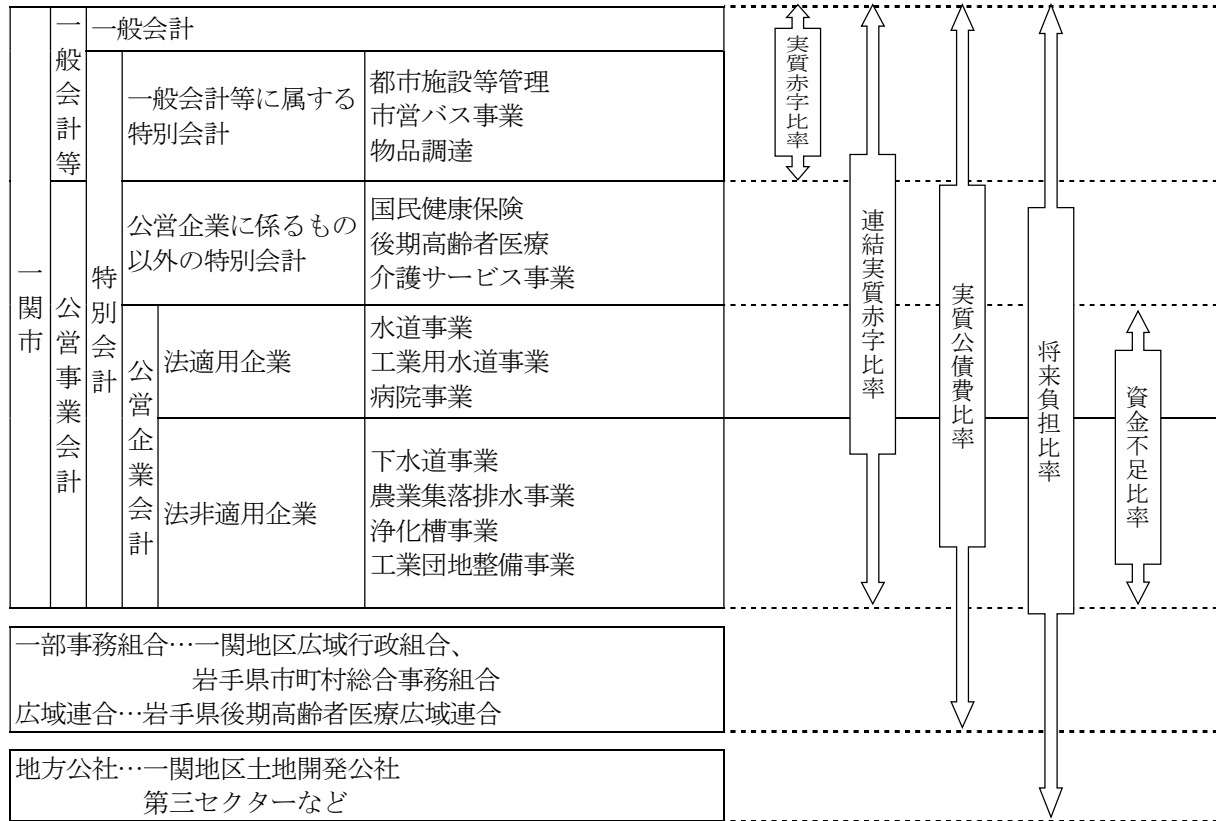 一関市
一般会計等
一般会計
特別会計
一般会計等に属する
特別会計
都市施設等管理
市営バス事業
物品調達
公営事業会計
公営企業に係るもの
以外の特別会計
国民健康保険
後期高齢者医療
介護サービス事業
公営企業会計
法適用企業
水道事業
工業用水道事業
病院事業
法非適用企業
下水道事業
農業集落排水事業
浄化槽事業
工業団地整備事業
実質赤字比率
連結実質赤字比率
実質公債費比率
将来負担比率
資金不足比率
一部事務組合…一関地区広域行政組合、
岩手県市町村総合事務組合
広域連合…岩手県後期高齢者医療広域連合
地方公社…一関地区土地開発公社
第三セクターなど